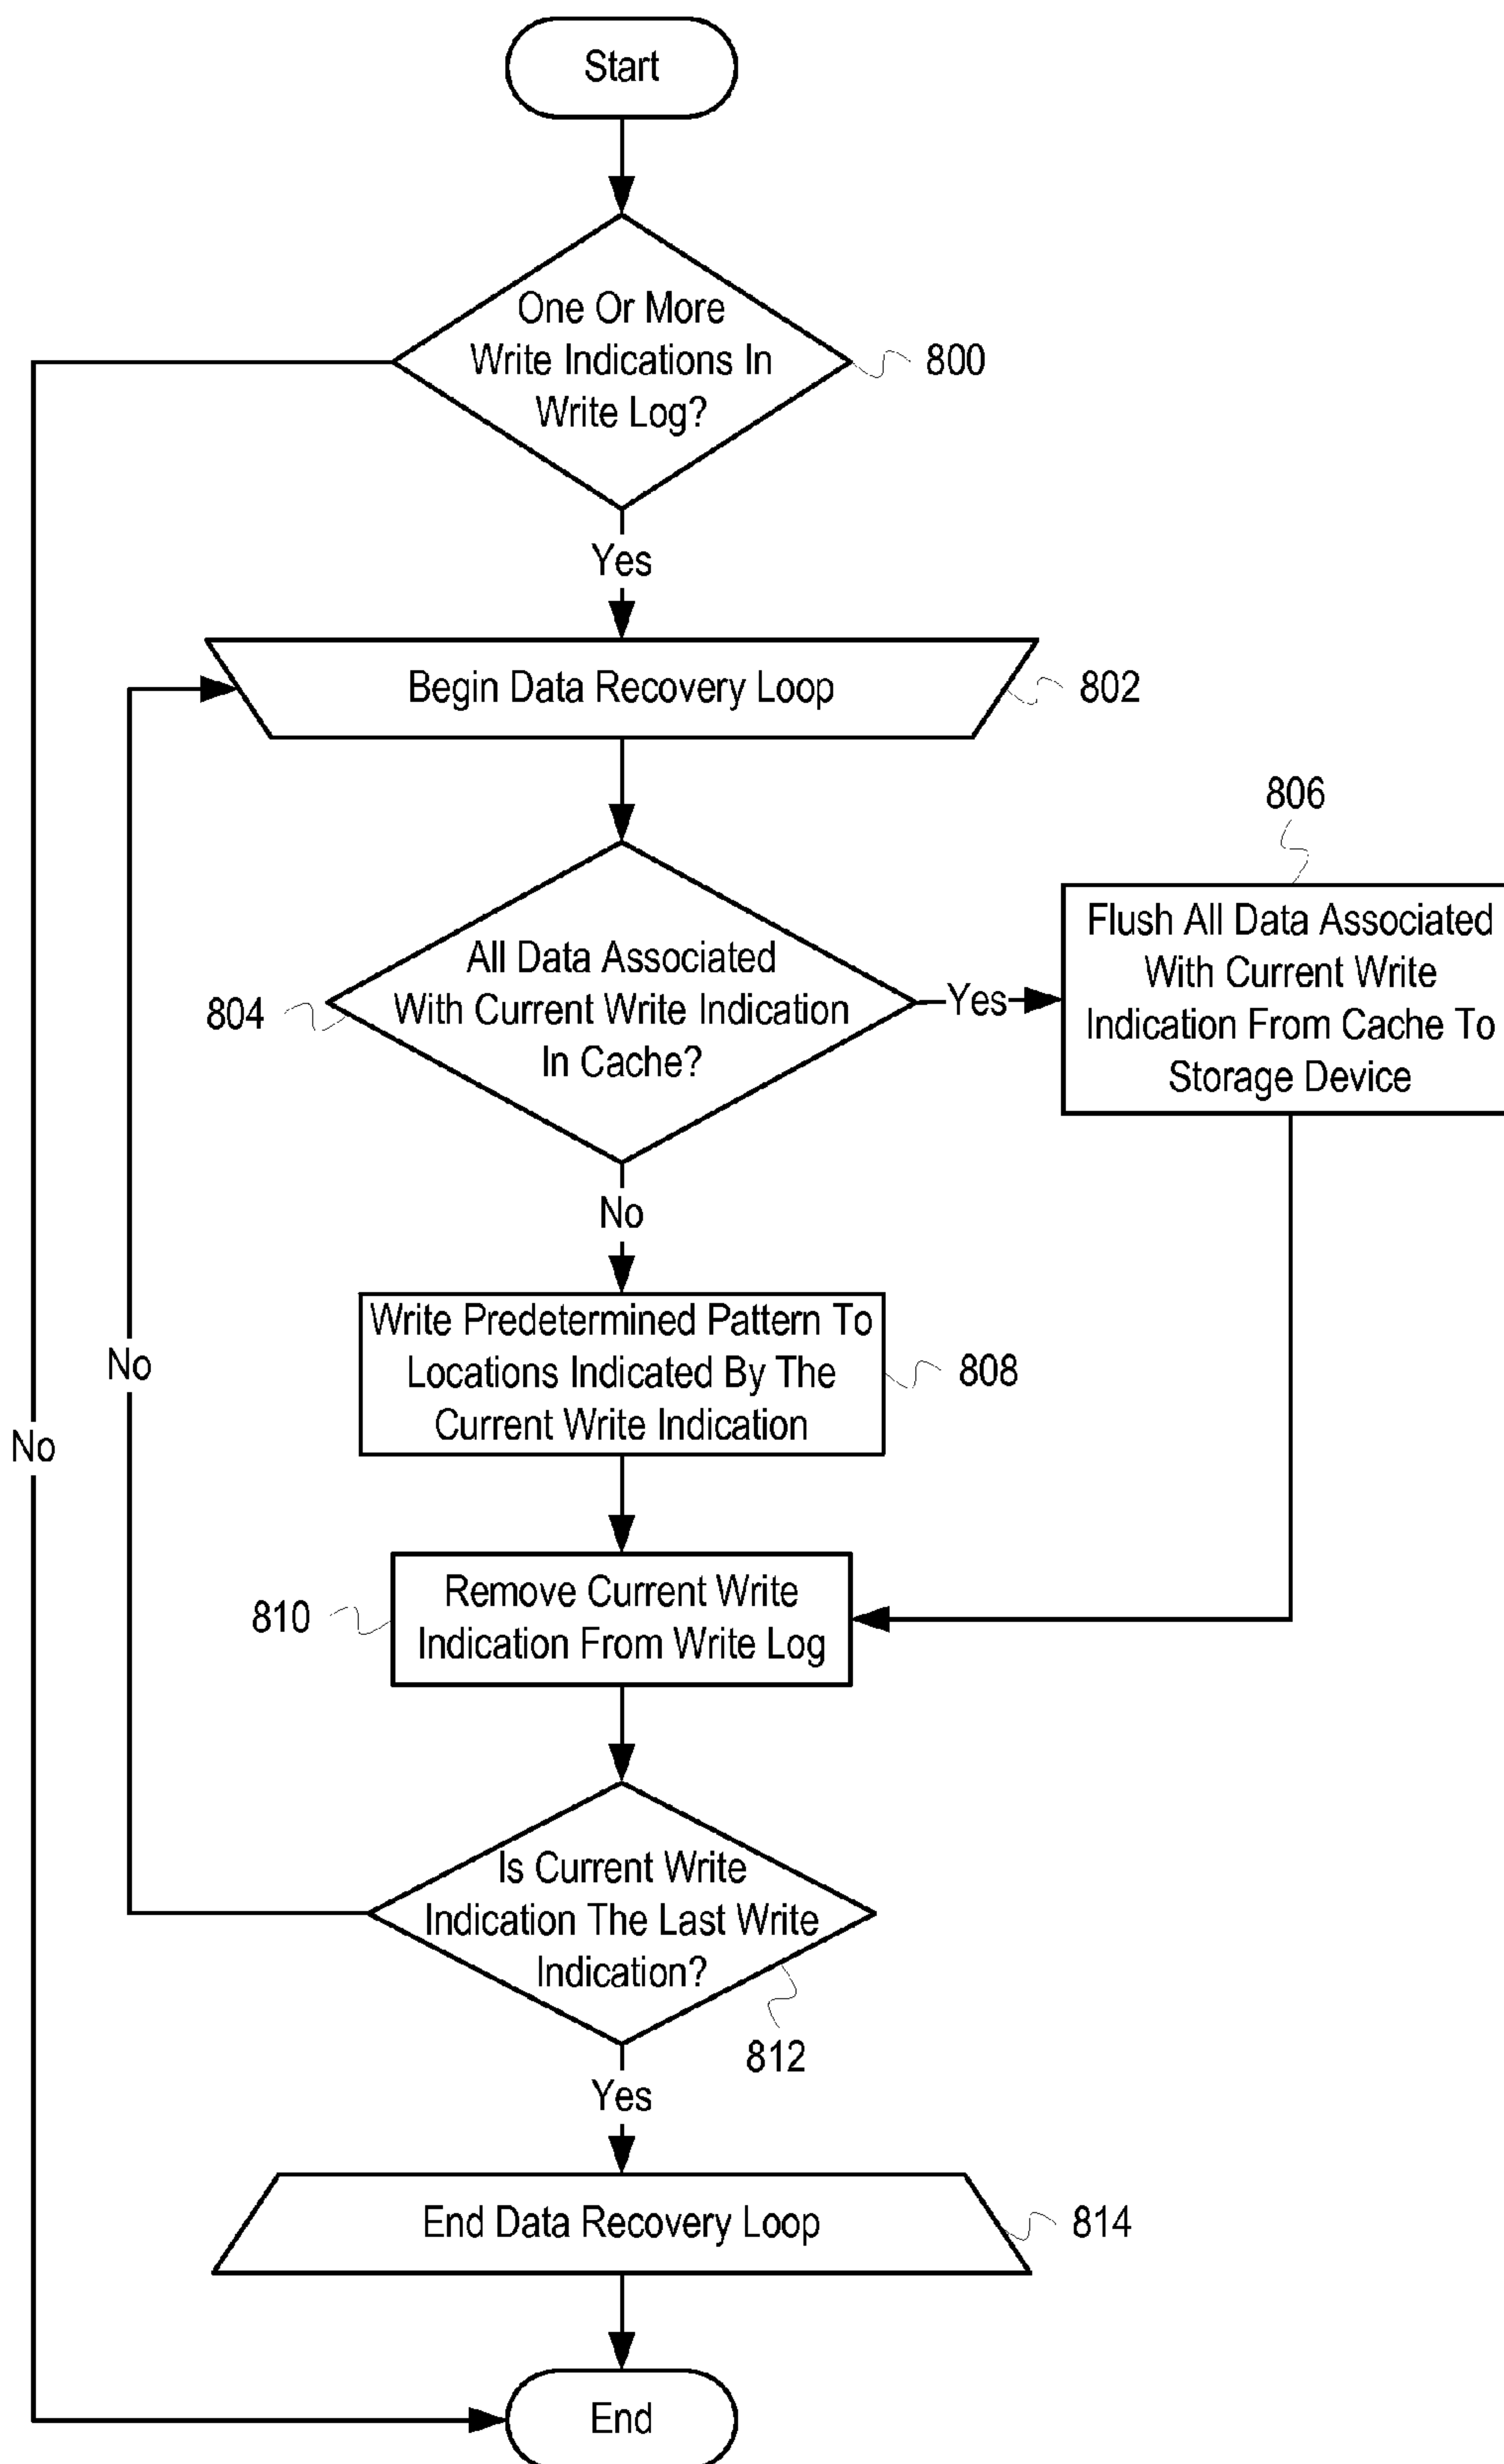 Start
One Or More
Write Indications In
Write Log?
800
Yes
Begin Data Recovery Loop
802
806
All Data Associated
With Current Write Indication
In Cache?
804
Yes
Flush All Data Associated
With Current Write
Indication From Cache To
Storage Device
No
Write Predetermined Pattern To
Locations Indicated By The
Current Write Indication
808
No
No
Remove Current Write
Indication From Write Log
810
Is Current Write
Indication The Last Write
Indication?
812
Yes
End Data Recovery Loop
814
End